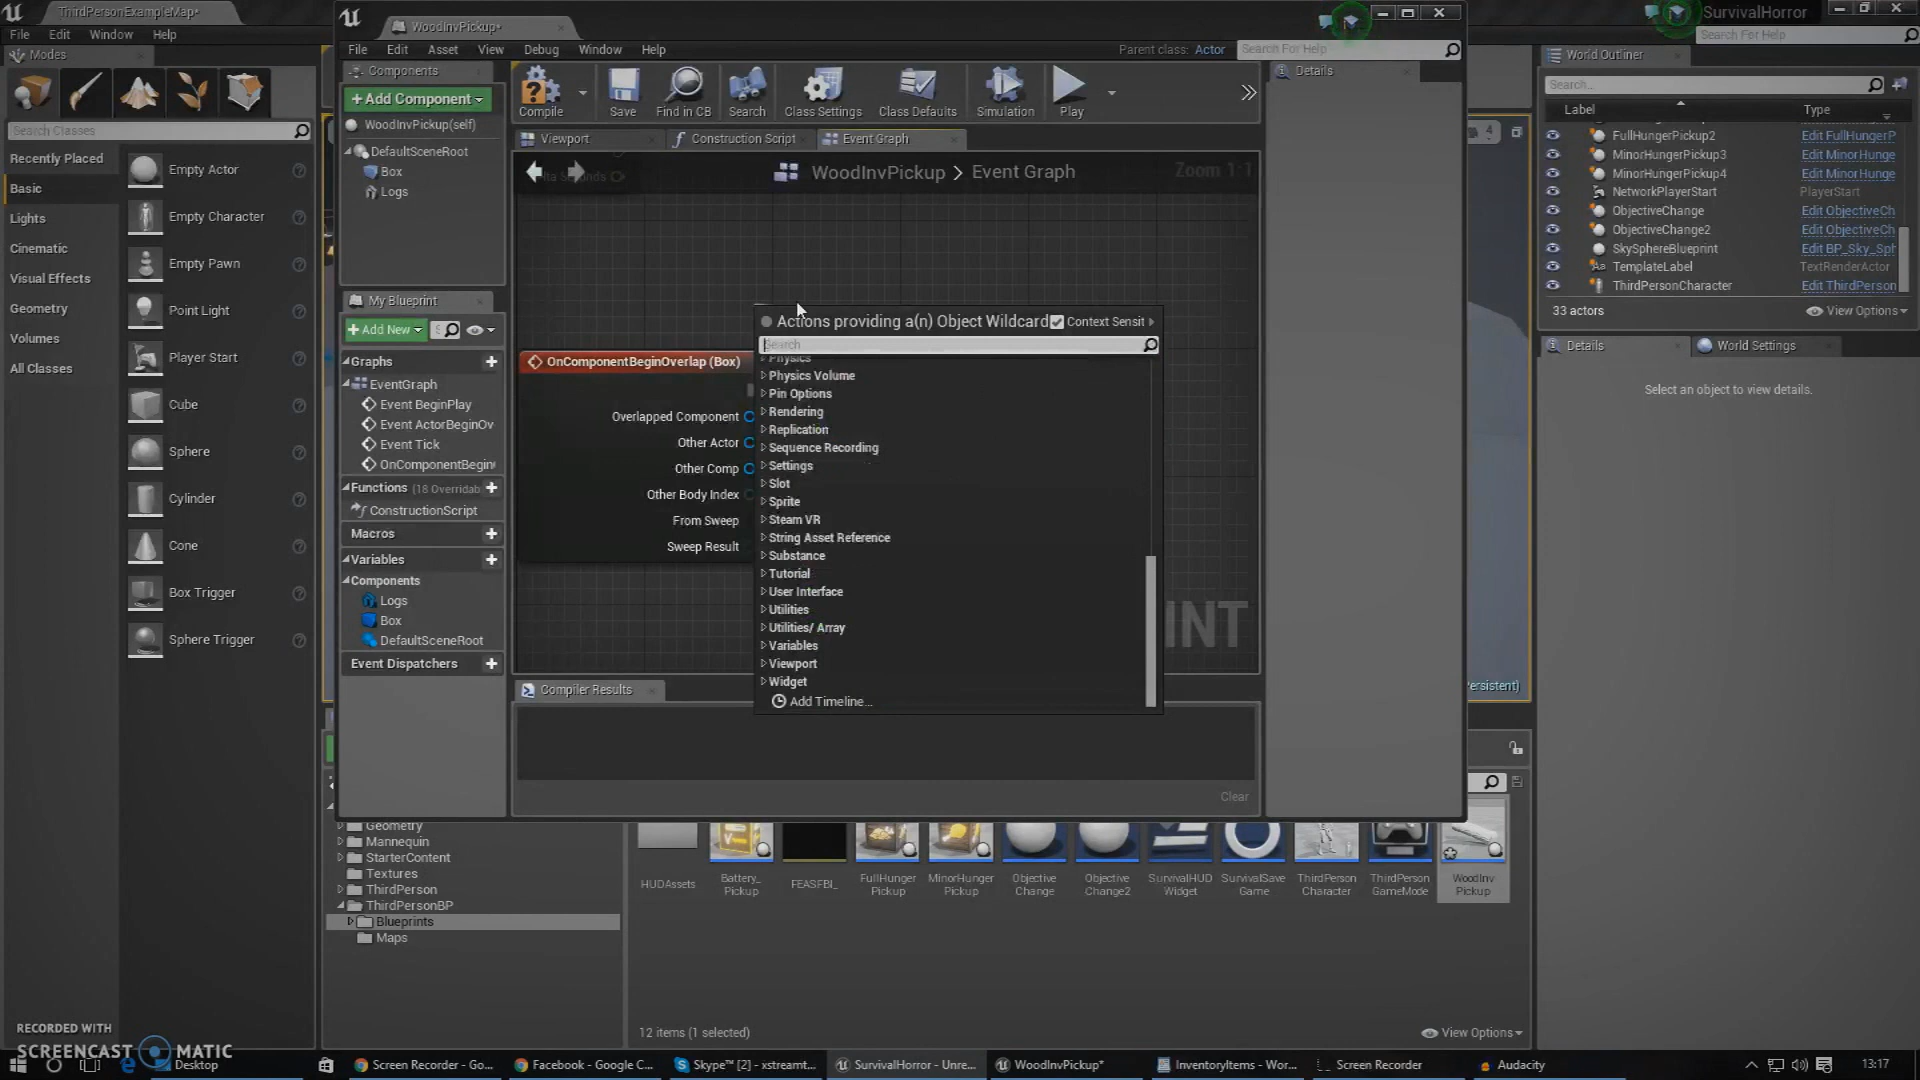 ThirdPersonExampleMap*
File Edit Window Help
Modes
Search Classes
Recently Placed
Basic
Lights
Cinematic
Visual Effects
Geometry
Volumes
All Classes
Empty Actor
Empty Character
Empty Pawn
Point Light
Player Start
Cube
Sphere
Cylinder
Cone
Box Trigger
Sphere Trigger
WoodInvPickup*
File Edit Asset View Debug Window Help
Parent class: Actor
Search For Help
Components
+Add Component
WoodInvPickup(self)
DefaultSceneRoot
Box
Logs
Compile
Save
Find in CB
Search
Class Settings
Class Defaults
Simulation
Play
Viewport
Construction Script
Event Graph
WoodInvPickup > Event Graph
Zoom 1:1
My Blueprint
+Add New
Graphs
EventGraph
Event BeginPlay
Event ActorBeginOv
Event Tick
OnComponentBegin
Functions (18 Overridab
ConstructionScript
Macros
Variables
Components
Logs
Box
DefaultSceneRoot
Event Dispatchers
OnComponentBeginOverlap (Box)
Overlapped Component
Other Actor
Other Comp
Other Body Index
From Sweep
Sweep Result
Actions providing a(n) Object Wildcard
Context Sensit
Search
Physics
Physics Volume
Pin Options
Rendering
Replication
Sequence Recording
Settings
Slot
Sprite
Steam VR
String Asset Reference
Substance
Tutorial
User Interface
Utilities
Utilities/ Array
Variables
Viewport
Widget
Add Timeline...
INT
Compiler Results
Clear
Details
SurvivalHorror
Search For Help
World Outliner
Search...
Label Type
FullHungerPickup2 Edit FullHungerP
MinorHungerPickup3 Edit MinorHunge
MinorHungerPickup4 Edit MinorHunge
NetworkPlayerStart PlayerStart
ObjectiveChange Edit ObjectiveCh
ObjectiveChange2 Edit ObjectiveCh
SkySphereBlueprint Edit BP_Sky_Sph
TemplateLabel TextRenderActor
ThirdPersonCharacter Edit ThirdPerson
33 actors
View Options
Details
World Settings
Select an object to view details.
4
ersistent)
Geometry
Mannequin
StarterContent
Textures
ThirdPerson
ThirdPersonBP
Blueprints
Maps
HUDAssets
Battery_
Pickup
FEASFBI_
FullHunger
Pickup
MinorHunger
Pickup
Objective
Change
Objective
Change2
SurvivalHUD
Widget
SurvivalSave
Game
ThirdPerson
Character
ThirdPerson
GameMode
WoodInv
Pickup
12 items (1 selected)
View Options
RECORDED WITH
SCREENCAST MATIC
Desktop
Screen Recorder - Go...
Facebook - Google C...
Skype™ [2] - xstreamt...
SurvivalHorror - Unre...
WoodInvPickup*
InventoryItems - Wor...
Screen Recorder
Audacity
13:17